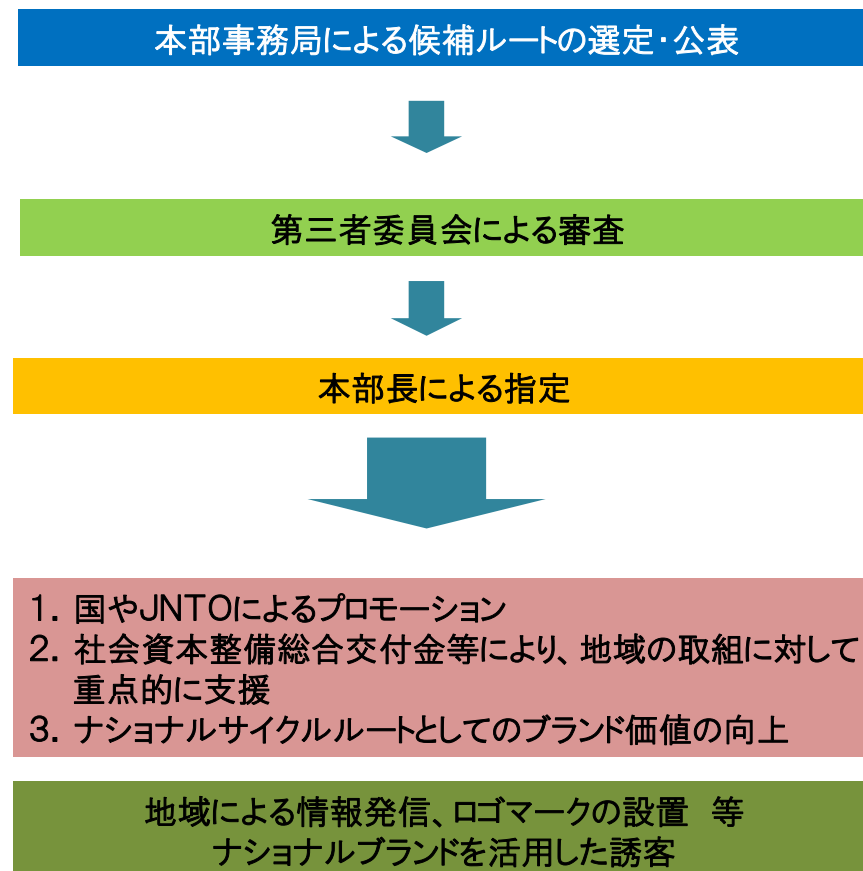 本部事務局による候補ルートの選定・公表
第三者委員会による審査
本部長による指定
1. 国やJNTOによるプロモーション
2. 社会資本整備総合交付金等により、地域の取組に対して
重点的に支援
3. ナショナルサイクルルートとしてのブランド価値の向上
地域による情報発信、ロゴマークの設置　等
ナショナルブランドを活用した誘客